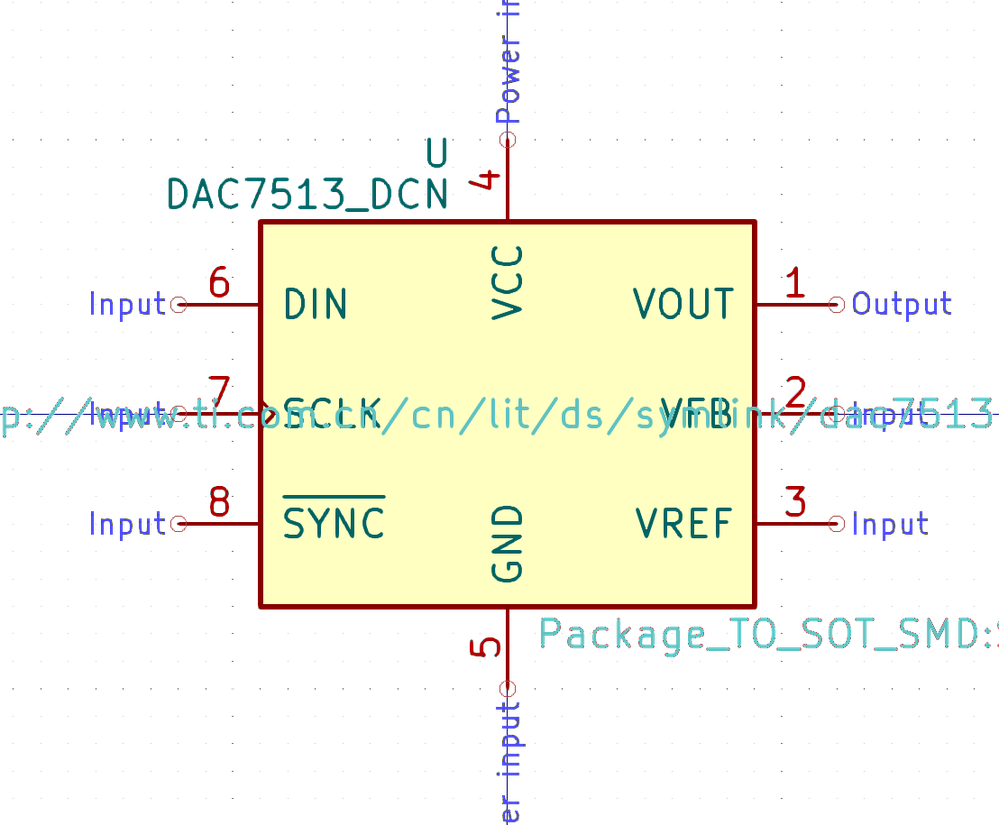 Power in
U
4
DAC7513_DCN
6
VCC
1
Input
DIN
VOUT
Output
7
2
Input
SCLK
VFB
Input
p://www.ti.com.cn/cn/lit/ds/symlink/dac7513
8
3
Input
SYNC
GND
VREF
Input
5
Package_TO_SOT_SMD:S
er input